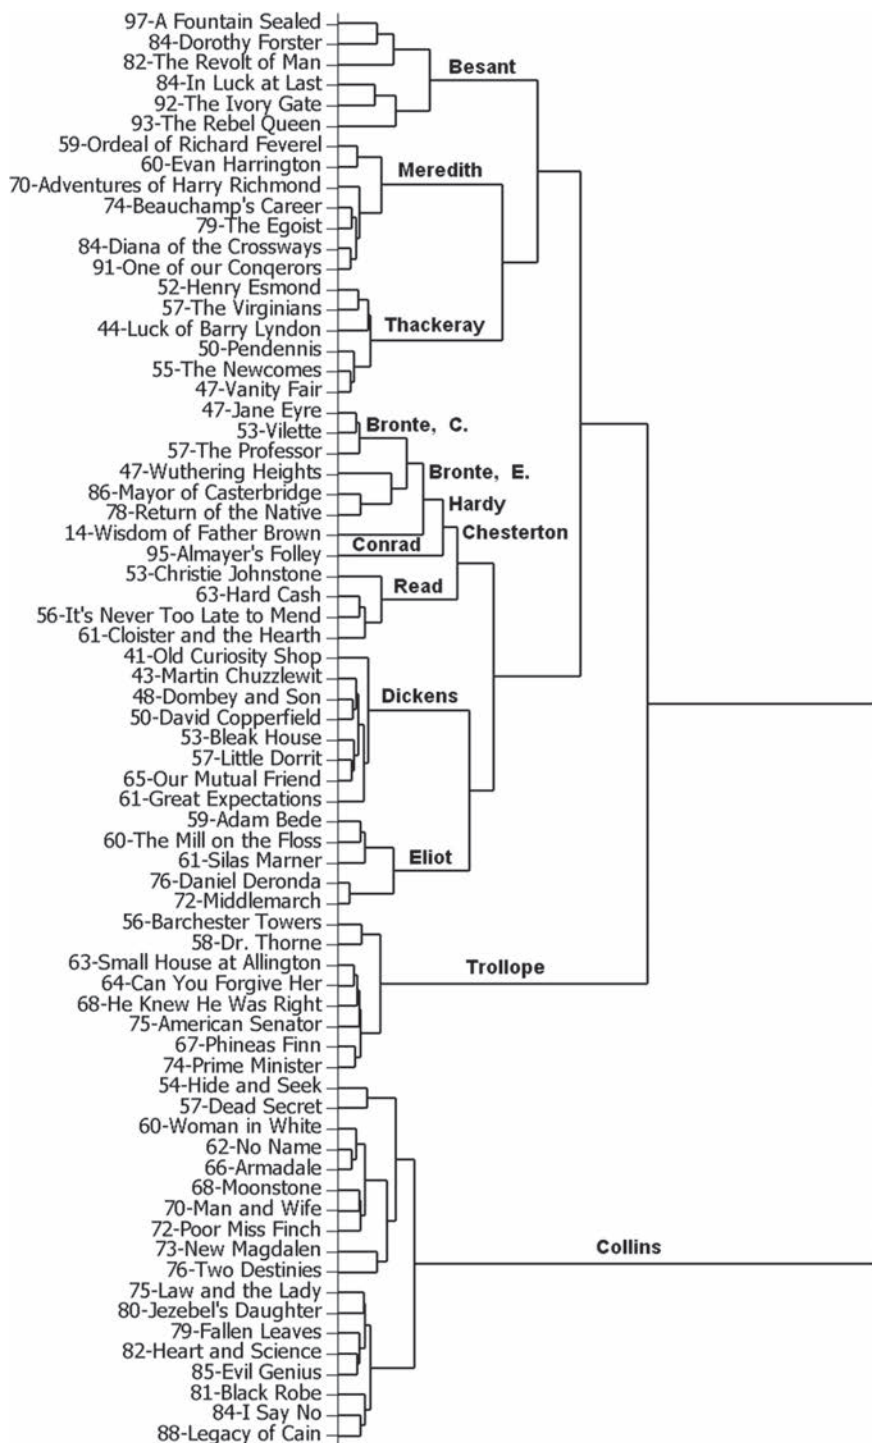 97-A Fountain Sealed
84-Dorothy Forster
82-The Revolt of Man
Besant
84-In Luck at Last
92-The Ivory Gate
93-The Rebel Queen
59-Ordeal of Richard Feverel
60-Evan Harrington
Meredith
70-Adventures of Harry Richmond
74-Beauchamp's Career
79-The Egoist
84-Diana of the Crossways
91-One of our Conqerors
52-Henry Esmond
57-The Virginians
44-Luck of Barry Lyndon
Thackeray
50-Pendennis
55-The Newcomes
47-Vanity Fair
47-Jane Eyre
53-Vilette
Bronte, C.
57-The Professor
47-Wuthering Heights
Bronte, E.
86-Mayor of Casterbridge
78-Return of the Native
Hardy
14-Wisdom of Father Brown
Chesterton
95-Almayer's Folley
Conrad
53-Christie Johnstone
63-Hard Cash
Read
56-It's Never Too Late to Mend
61-Cloister and the Hearth
41-Old Curiosity Shop
43-Martin Chuzzlewit
48-Dombey and Son
Dickens
50-David Copperfield
53-Bleak House
57-Little Dorrit
65-Our Mutual Friend
61-Great Expectations
59-Adam Bede
60-The Mill on the Floss
61-Silas Marner
Eliot
76-Daniel Deronda
72-Middlemarch
56-Barchester Towers
58-Dr. Thorne
63-Small House at Allington
Trollope
64-Can You Forgive Her
68-He Knew He Was Right
75-American Senator
67-Phineas Finn
74-Prime Minister
54-Hide and Seek
57-Dead Secret
60-Woman in White
62-No Name
66-Armadale
68-Moonstone
70-Man and Wife
72-Poor Miss Finch
73-New Magdalen
Collins
76-Two Destinies
75-Law and the Lady
80-Jezebel's Daughter
79-Fallen Leaves
82-Heart and Science
85-Evil Genius
81-Black Robe
84-I Say No
88-Legacy of Cain